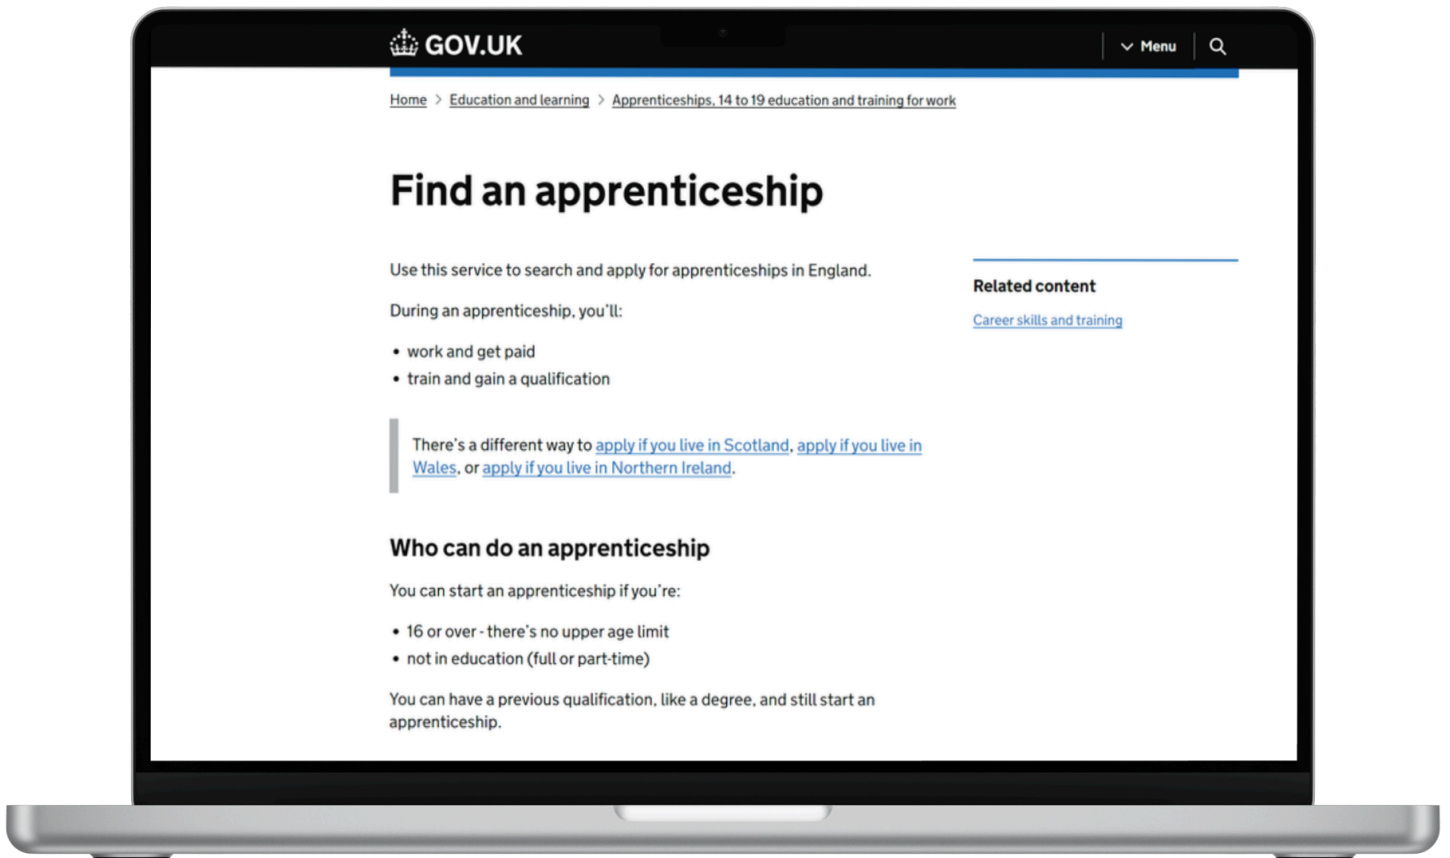 GOV.UK
Menu
Home > Education and learning > Apprenticeships, 14 to 19 education and training for work
Find an apprenticeship
Use this service to search and apply for apprenticeships in England.
During an apprenticeship, you'll:
• work and get paid
• train and gain a qualification
There's a different way to apply if you live in Scotland, apply if you live in
Wales, or apply if you live in Northern Ireland.
Who can do an apprenticeship
You can start an apprenticeship if you're:
• 16 or over - there's no upper age limit
• not in education (full or part-time)
You can have a previous qualification, like a degree, and still start an
apprenticeship.
Related content
Career skills and training